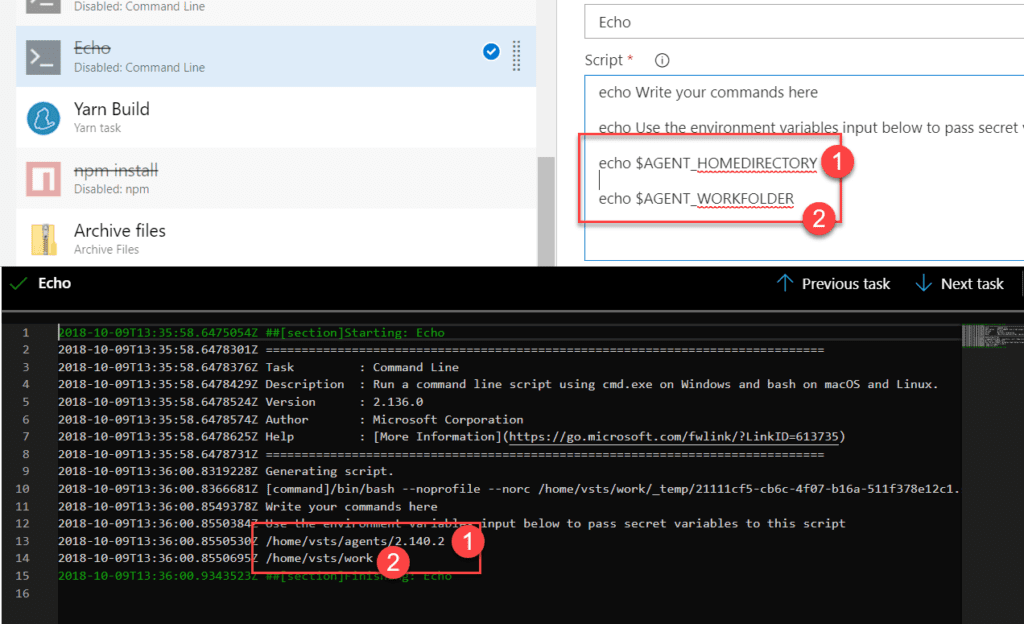 Disabled: Command Line
Echo
Disabled: Command Line
Yarn Build
Yarn task
npm install
Disabled: npm
Archive files
Archive Files
Echo
Script *
echo Write your commands here
echo Use the environment variables input below to pass secret
echo $AGENT_HOMEDIRECTORY
1
echo $AGENT_WORKFOLDER
2
Echo
Previous task
Next task
1 2018-10-09T13:35:58.6475054Z ##[section]Starting: Echo
2 2018-10-09T13:35:58.6478301Z ==============================================================================
3 2018-10-09T13:35:58.6478376Z Task : Command Line
4 2018-10-09T13:35:58.6478429Z Description : Run a command line script using cmd.exe on Windows and bash on macOS and Linux.
5 2018-10-09T13:35:58.6478524Z Version : 2.136.0
6 2018-10-09T13:35:58.6478574Z Author : Microsoft Corporation
7 2018-10-09T13:35:58.6478625Z Help : [More Information](https://go.microsoft.com/fwlink/?LinkID=613735)
8 2018-10-09T13:35:58.6478731Z ==============================================================================
9 2018-10-09T13:36:00.8319228Z Generating script.
10 2018-10-09T13:36:00.8366681Z [command]/bin/bash --noprofile --norc /home/vsts/work/_temp/21111cf5-cb6c-4f07-b16a-511f378e12c1.
11 2018-10-09T13:36:00.8549378Z Write your commands here
12 2018-10-09T13:36:00.8550384Z Use the environment variables input below to pass secret variables to this script
13 2018-10-09T13:36:00.8550530Z /home/vsts/agents/2.140.2 1
14 2018-10-09T13:36:00.8550695Z /home/vsts/work 2
15 2018-10-09T13:36:00.9343523Z ##[section]Finishing: Echo
16